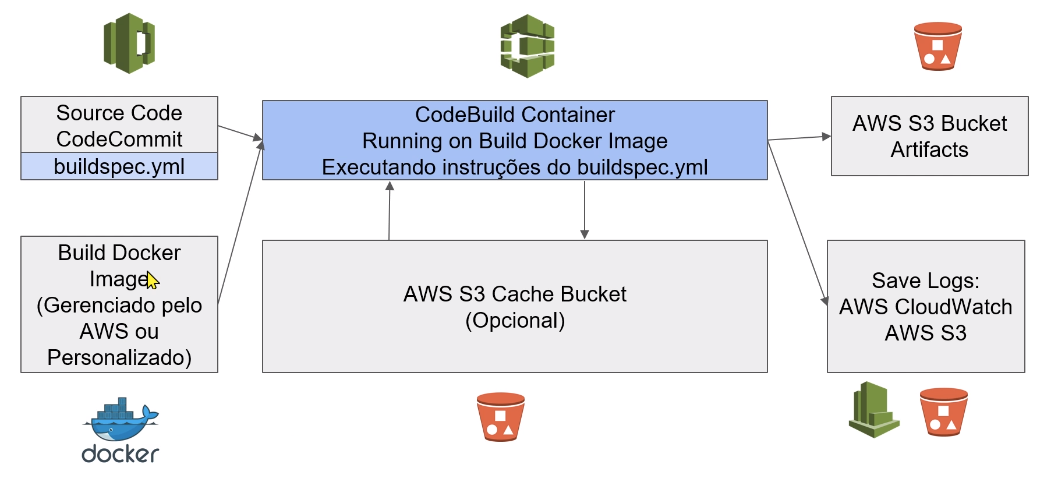 Source Code
CodeCommit
buildspec.yml
CodeBuild Container
Running on Build Docker Image
Executando instruções do buildspec.yml
AWS S3 Bucket
Artifacts
Build Docker
Image
(Gerenciado pelo
AWS ou
Personalizado)
AWS S3 Cache Bucket
(Opcional)
Save Logs:
AWS CloudWatch
AWS S3
docker